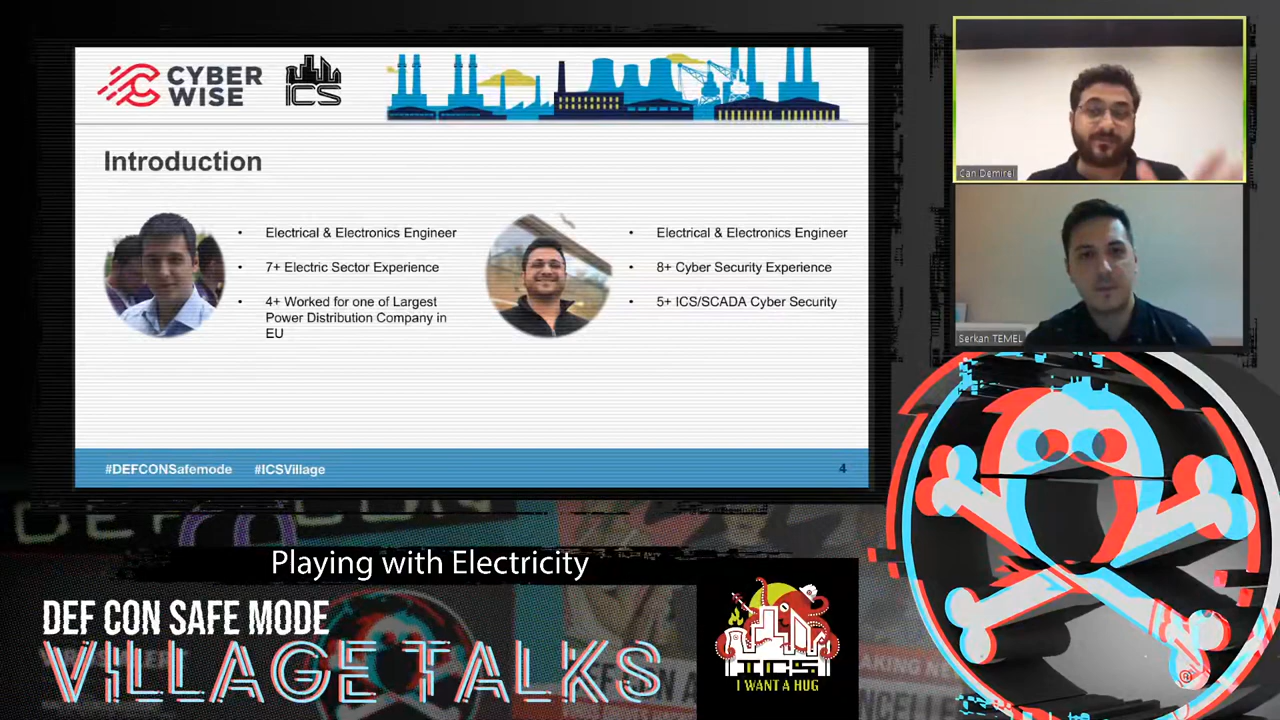 CYBER
WISE
ICS
Introduction
• Electrical & Electronics Engineer
• 7+ Electric Sector Experience
• 4+ Worked for one of Largest
Power Distribution Company in
EU
• Electrical & Electronics Engineer
• 8+ Cyber Security Experience
• 5+ ICS/SCADA Cyber Security
#DEFCONSafemode #ICSVillage
4
Can Demirel
Serkan TEMEL
DEF CON
Playing with Electricity
DEF CON SAFE MODE
VILLAGE TALKS
ICS
I WANT A HUG
®